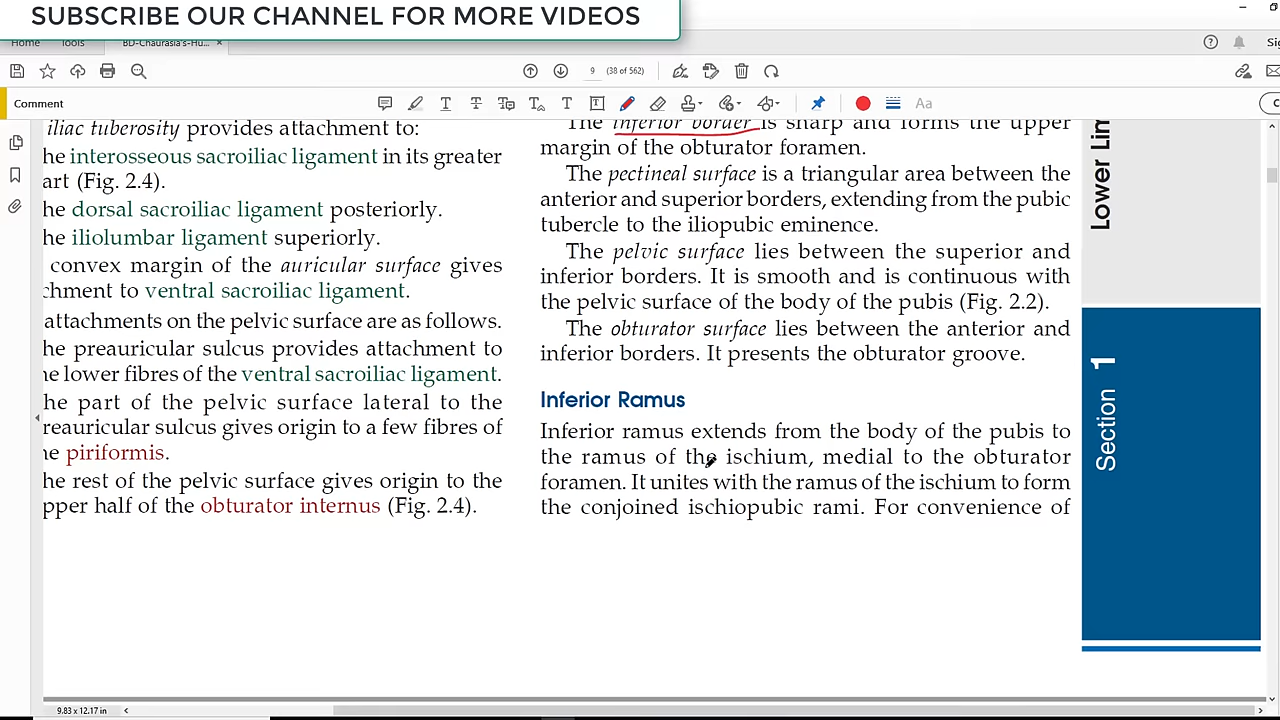 SUBSCRIBE OUR CHANNEL FOR MORE VIDEOS
Home Tools BD-Chaurasia's-Hu... ×
9 (38 of 562)
Comment
Aa
iliac tuberosity provides attachment to:
he interosseous sacroiliac ligament in its greater
art (Fig. 2.4).
he dorsal sacroiliac ligament posteriorly.
he iliolumbar ligament superiorly.
convex margin of the auricular surface gives
chment to ventral sacroiliac ligament.
attachments on the pelvic surface are as follows.
he preauricular sulcus provides attachment to
e lower fibres of the ventral sacroiliac ligament.
he part of the pelvic surface lateral to the
reauricular sulcus gives origin to a few fibres of
e piriformis.
he rest of the pelvic surface gives origin to the
pper half of the obturator internus (Fig. 2.4).
The inferior border is sharp and forms the upper
margin of the obturator foramen.
The pectineal surface is a triangular area between the
anterior and superior borders, extending from the pubic
tubercle to the iliopubic eminence.
The pelvic surface lies between the superior and
inferior borders. It is smooth and is continuous with
the pelvic surface of the body of the pubis (Fig. 2.2).
The obturator surface lies between the anterior and
inferior borders. It presents the obturator groove.
Inferior Ramus
Inferior ramus extends from the body of the pubis to
the ramus of the ischium, medial to the obturator
foramen. It unites with the ramus of the ischium to form
the conjoined ischiopubic rami. For convenience of
Lower Lim
Section 1
9.83 x 12.17 in